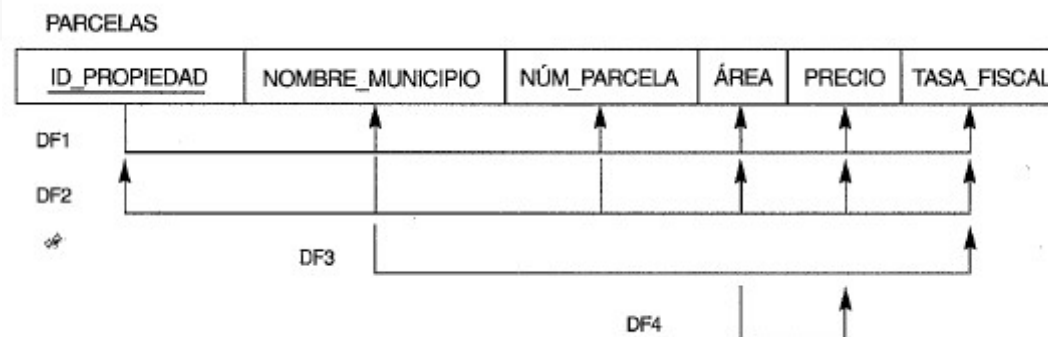 PARCELAS
ID_PROPIEDAD NOMBRE_MUNICIPIO NÚM_PARCELA ÁREA PRECIO TASA_FISCAL
DF1
DF2
DF3
DF4